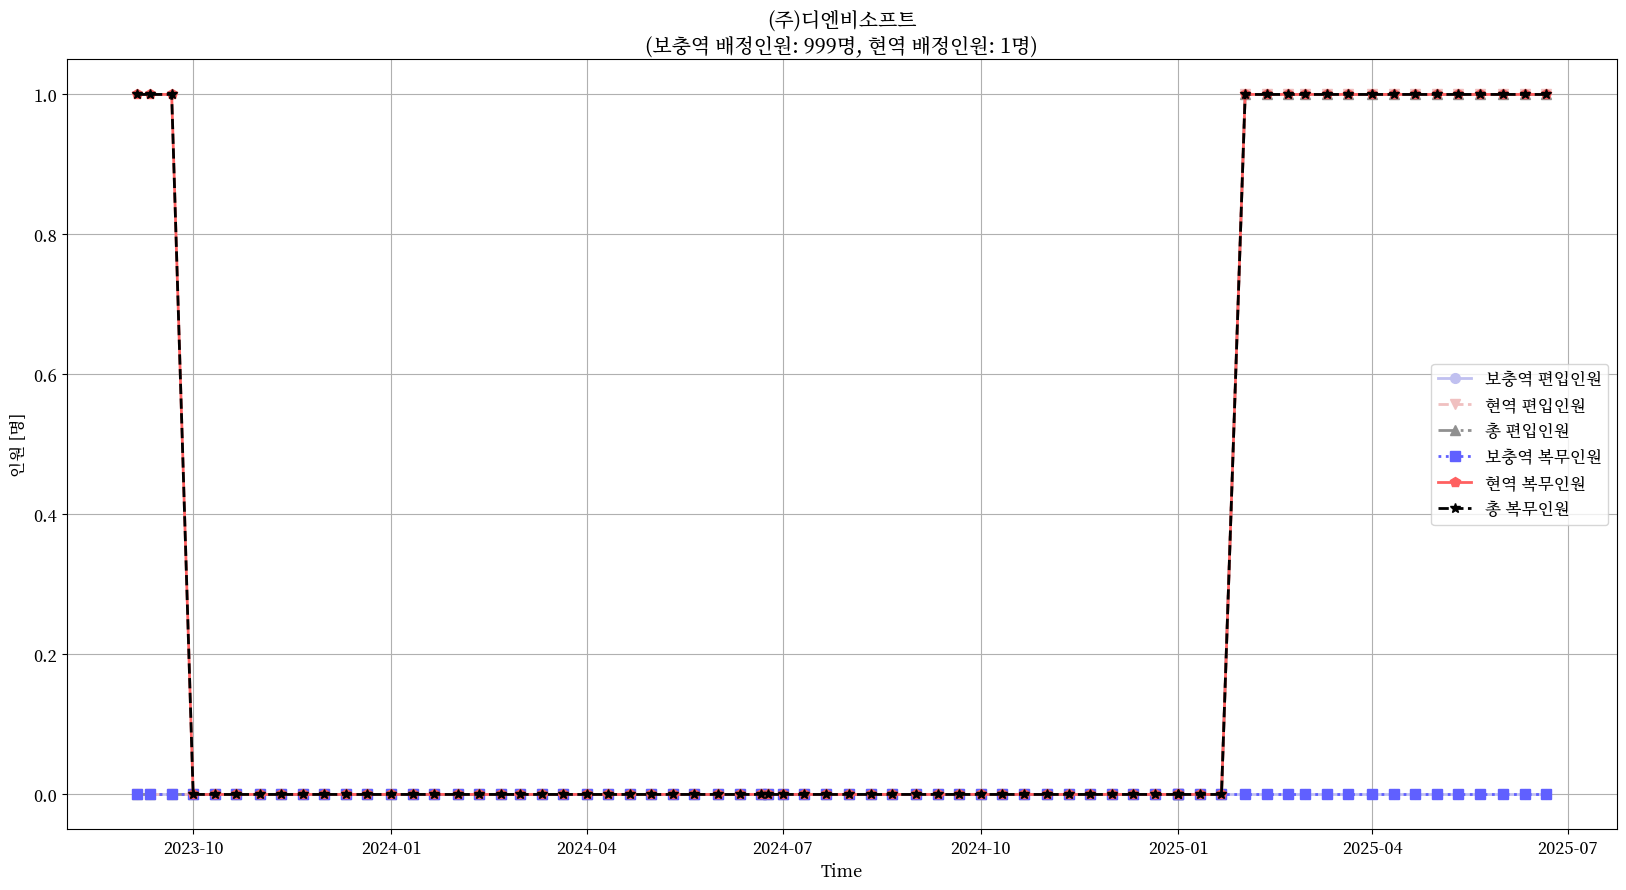 (주)디엔비소프트
(보충역 배정인원: 999명, 현역 배정인원: 1명)
1.0
0.8
0.6
0.4
0.2
0.0
인원 [명]
보충역 편입인원
현역 편입인원
총 편입인원
보충역 복무인원
현역 복무인원
총 복무인원
2023-10
2024-01
2024-04
2024-07
2024-10
2025-01
2025-04
2025-07
Time